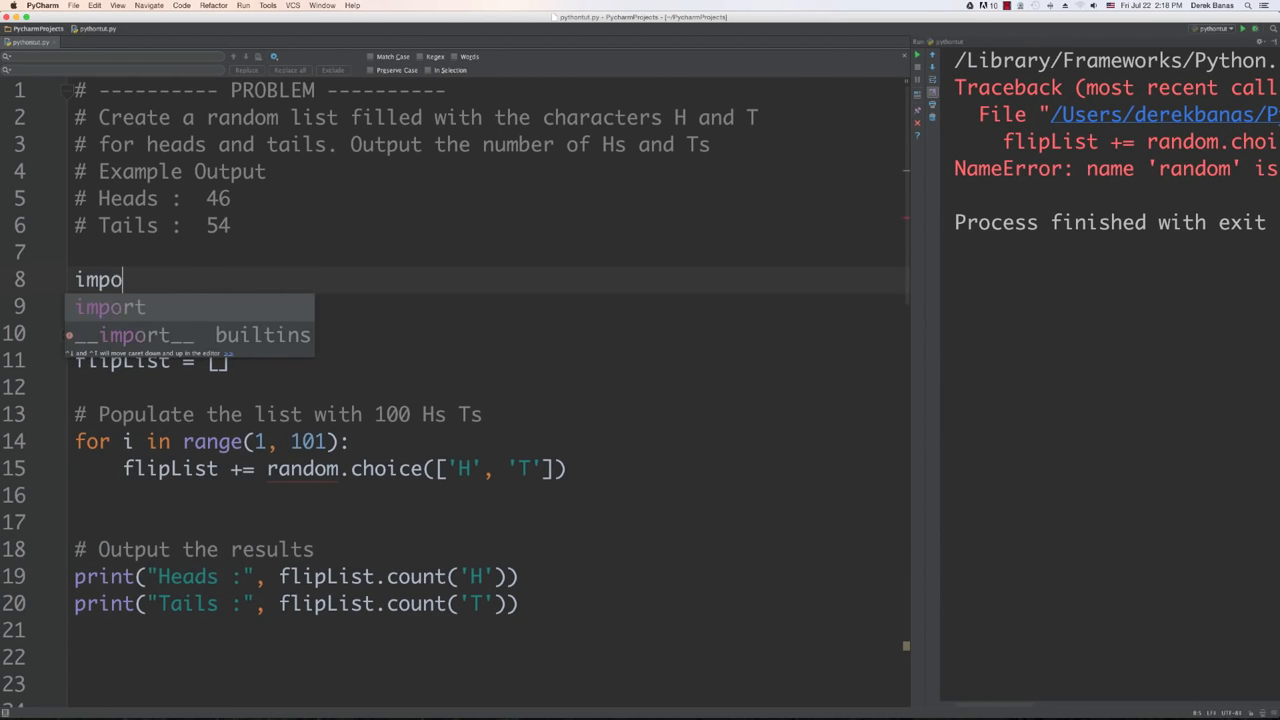 PyCharm File Edit View Navigate Code Refactor Run Tools VCS Window Help
10 Fri Jul 22 2:18 PM Derek Banas
pythontut.py - PycharmProjects - [~/PycharmProjects]
PycharmProjects pythontut.py
pythontut
pythontut.py
Run: pythontut
Match Case Regex Words
Replace Replace all Exclude Preserve Case In Selection
1 # ---------- PROBLEM ----------
2 # Create a random list filled with the characters H and T
3 # for heads and tails. Output the number of Hs and Ts
4 # Example Output
5 # Heads :  46
6 # Tails :  54
7
8 impo
9 import
10 __import__ builtins
^↓ and ^↑ will move caret down and up in the editor >>
11 flipList = []
12
13 # Populate the list with 100 Hs Ts
14 for i in range(1, 101):
15 flipList += random.choice(['H', 'T'])
16
17
18 # Output the results
19 print("Heads :", flipList.count('H'))
20 print("Tails :", flipList.count('T'))
21
22
23
/Library/Frameworks/Python.
Traceback (most recent call
File "/Users/derekbanas/P
flipList += random.choi
NameError: name 'random' is
Process finished with exit
8:5 LF‡ UTF-8‡